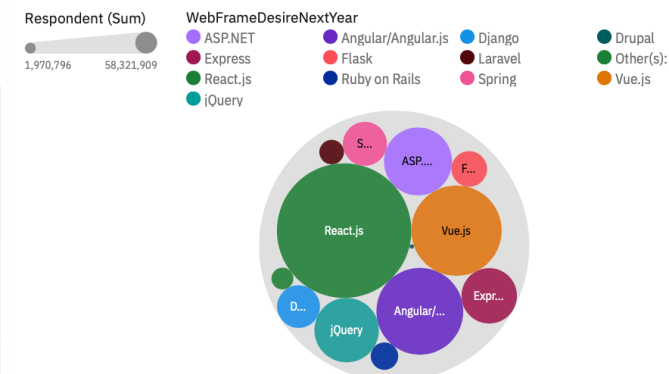 Respondent (Sum)
1,970,796 58,321,909
WebFrameDesireNextYear
ASP.NET Angular/Angular.js Django Drupal
Express Flask Laravel Other(s):
React.js Ruby on Rails Spring Vue.js
jQuery
S...
ASP....
F...
React.js
Vue.js
D...
jQuery
Angular/...
Expr...